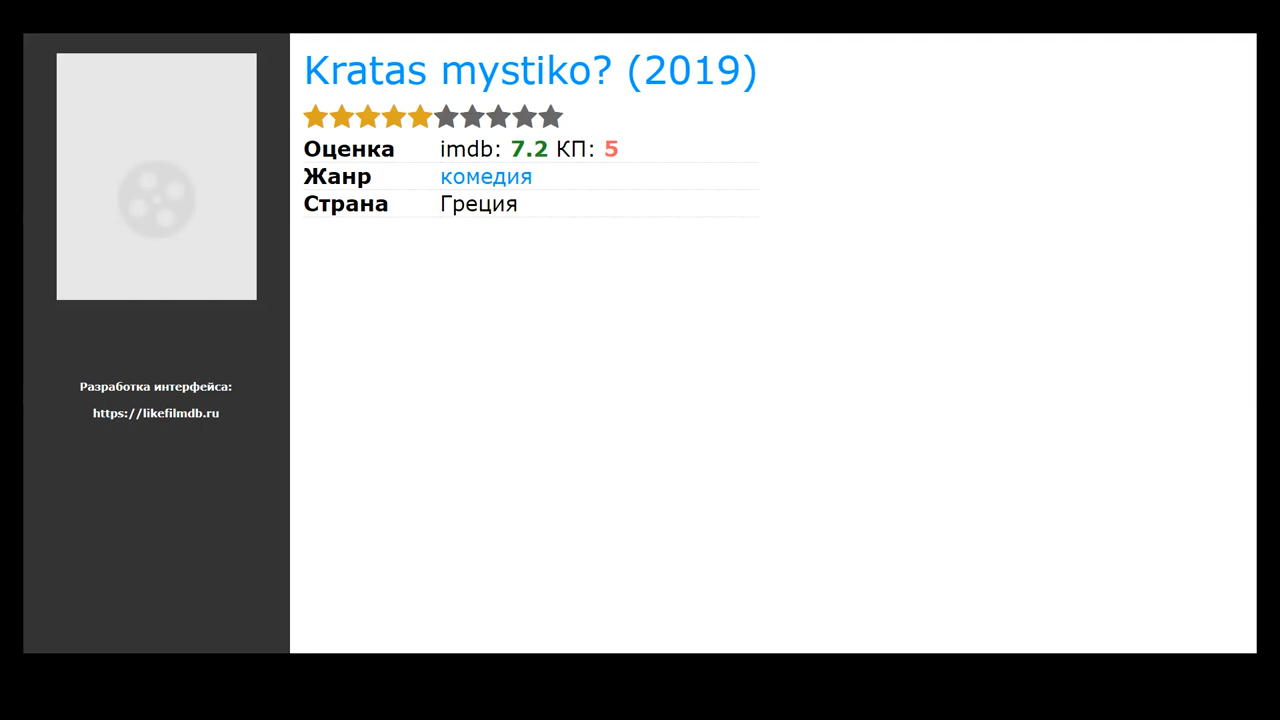 Kratas mystiko? (2019)
Оценка imdb: 7.2 КП: 5
Жанр комедия
Страна Греция
Разработка интерфейса:
https://likefilmdb.ru